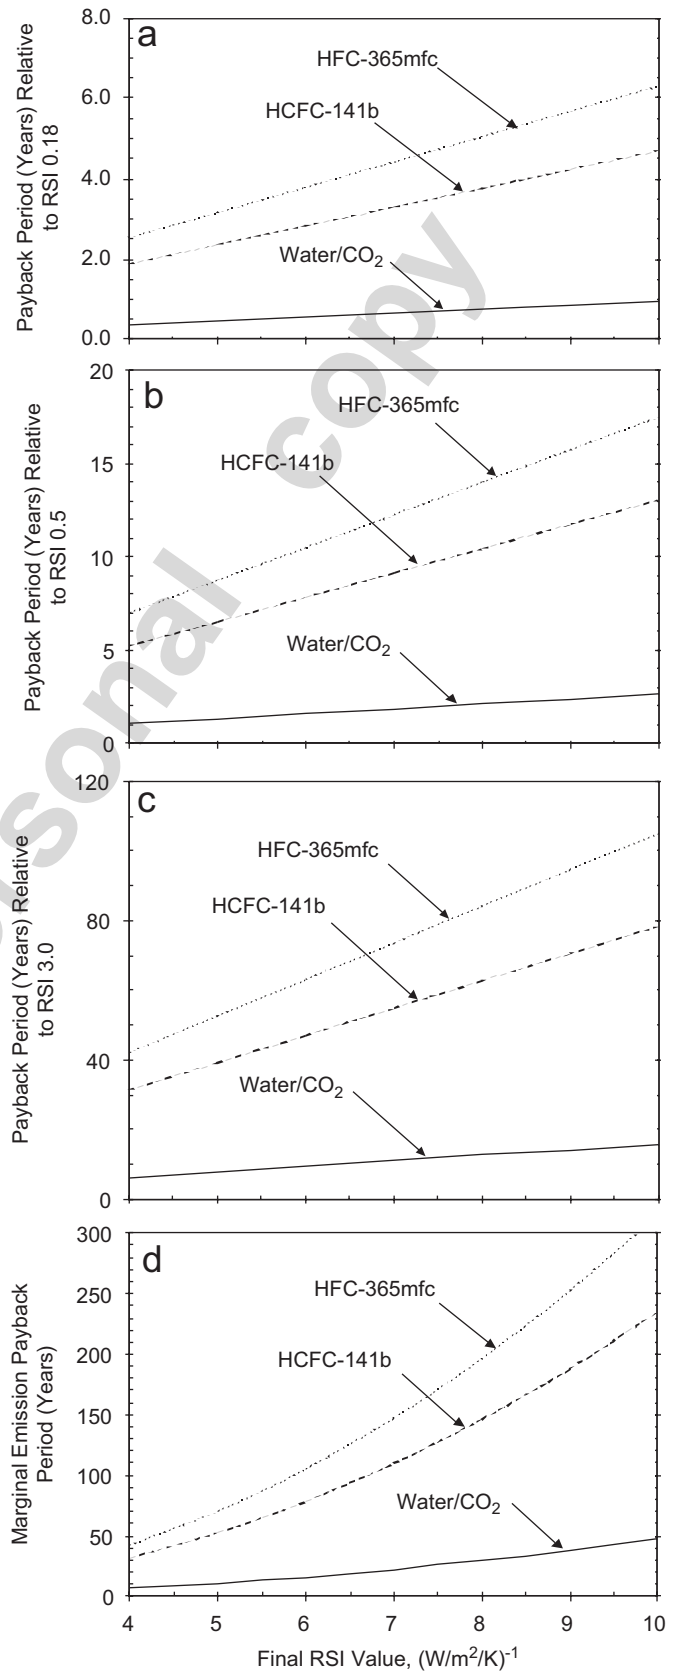 a
8.0
6.0
4.0
2.0
0.0
Payback Period (Years) Relative
to RSI 0.18
HFC-365mfc
HCFC-141b
Water/CO2
b
20
15
10
5
0
Payback Period (Years) Relative
to RSI 0.5
HFC-365mfc
HCFC-141b
Water/CO2
c
120
80
40
0
Payback Period (Years) Relative
to RSI 3.0
HFC-365mfc
HCFC-141b
Water/CO2
d
300
250
200
150
100
50
0
Marginal Emission Payback
Period (Years)
HFC-365mfc
HCFC-141b
Water/CO2
4 5 6 7 8 9 10
Final RSI Value, (W/m2/K)-1
copy